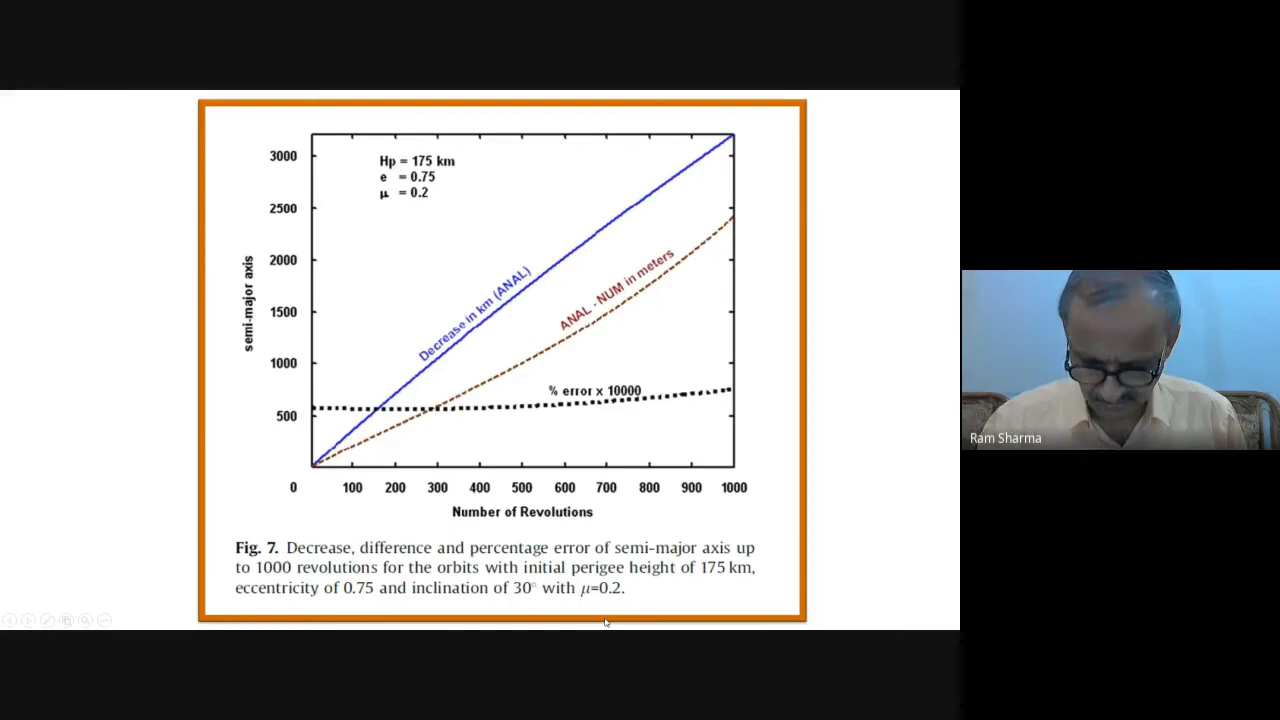 3000
2500
2000
1500
1000
500
0
semi-major axis
Hp = 175 km
e = 0.75
μ = 0.2
Decrease in km (ANAL)
ANAL - NUM in meters
% error x 10000
100 200 300 400 500 600 700 800 900 1000
Number of Revolutions
Fig. 7. Decrease, difference and percentage error of semi-major axis up
to 1000 revolutions for the orbits with initial perigee height of 175 km,
eccentricity of 0.75 and inclination of 30° with μ=0.2.
Ram Sharma